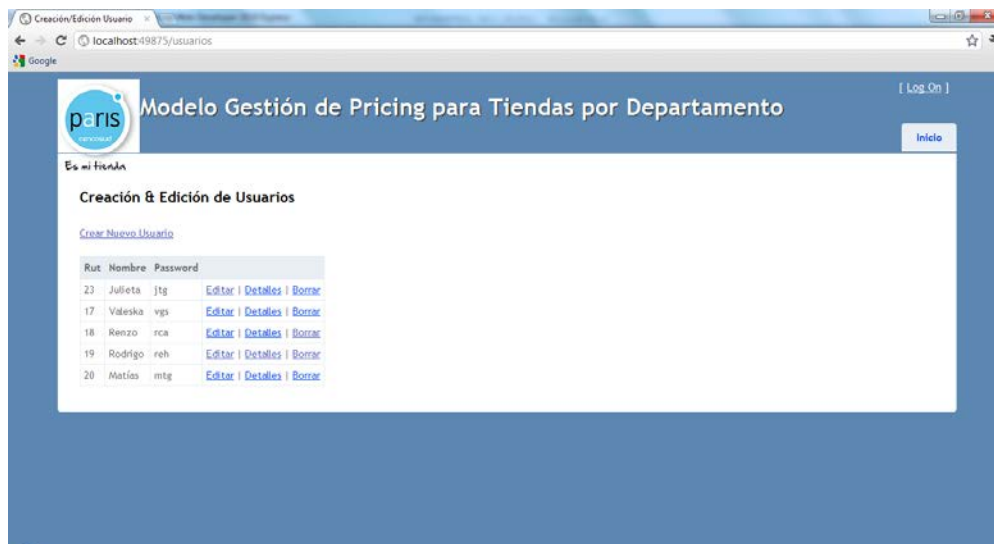 Creación/Edición Usuario
localhost:49875/usuarios
Google
[ Log On ]
paris
cencosud
Modelo Gestión de Pricing para Tiendas por Departamento
Inicio
Es mi tienda
Creación & Edición de Usuarios
Crear Nuevo Usuario
Rut Nombre Password
23 Julieta jtg Editar | Detalles | Borrar
17 Valeska vgs Editar | Detalles | Borrar
18 Renzo rca Editar | Detalles | Borrar
19 Rodrigo reh Editar | Detalles | Borrar
20 Matías mtg Editar | Detalles | Borrar